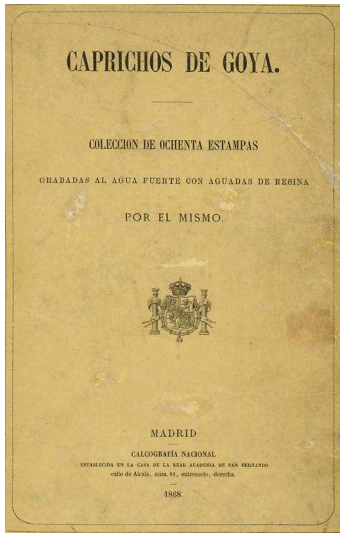 CAPRICHOS DE GOYA.
COLECCION DE OCHENTA ESTAMPAS
GRABADAS AL AGUA FUERTE CON AGUADAS DE RESINA
POR EL MISMO.
MADRID
CALCOGRAFÍA NACIONAL
ESTABLECIDA EN LA CASA DE LA REAL ACADEMIA DE SAN FERNANDO
calle de Alcalá, núm. 11, entresuelo, derecha.
1868.